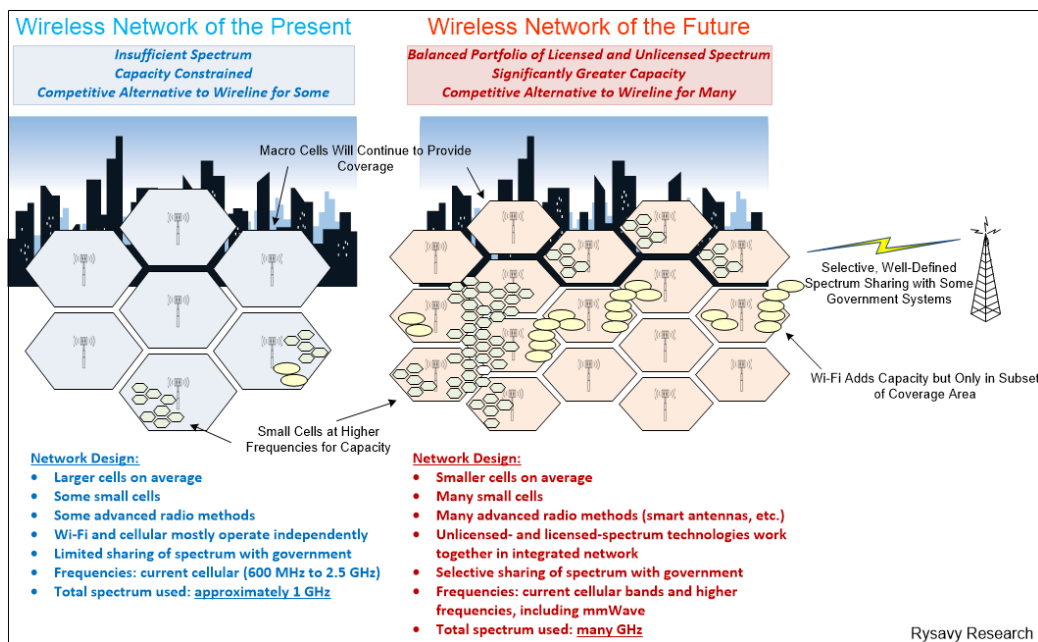 Wireless Network of the Present
Insufficient Spectrum
Capacity Constrained
Competitive Alternative to Wireline for Some
Wireless Network of the Future
Balanced Portfolio of Licensed and Unlicensed Spectrum
Significantly Greater Capacity
Competitive Alternative to Wireline for Many
Macro Cells Will Continue to Provide
Coverage
Selective, Well-Defined
Spectrum Sharing with Some
Government Systems
Wi-Fi Adds Capacity but Only in Subset
of Coverage Area
Small Cells at Higher
Frequencies for Capacity
Network Design:
• Larger cells on average
• Some small cells
• Some advanced radio methods
• Wi-Fi and cellular mostly operate independently
• Limited sharing of spectrum with government
• Frequencies: current cellular (600 MHz to 2.5 GHz)
• Total spectrum used: approximately 1 GHz
Network Design:
• Smaller cells on average
• Many small cells
• Many advanced radio methods (smart antennas, etc.)
• Unlicensed- and licensed-spectrum technologies work
together in integrated network
• Selective sharing of spectrum with government
• Frequencies: current cellular bands and higher
frequencies, including mmWave
• Total spectrum used: many GHz
Rysavy Research